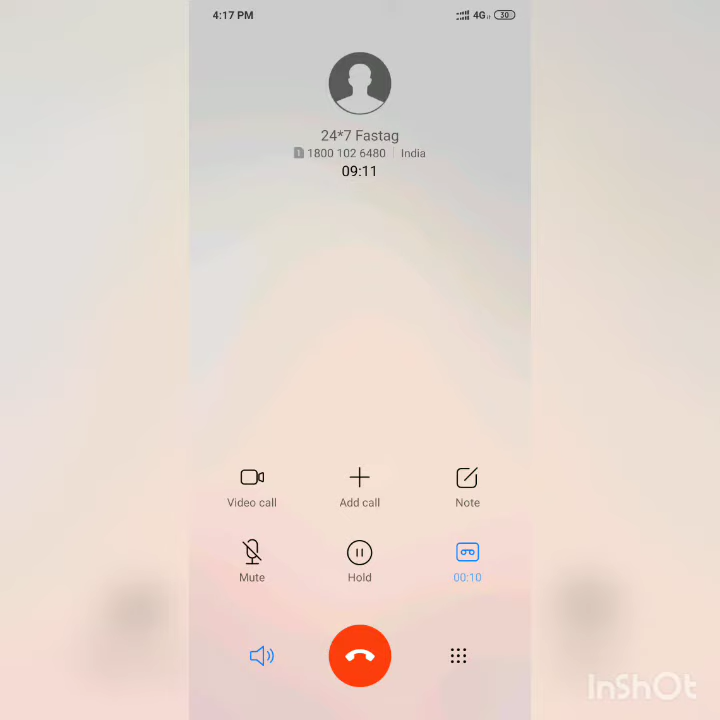 4:17 PM 4G 30
24*7 Fastag
1 1800 102 6480 India
09:11
Video call Add call Note
Mute Hold 00:10
InShOt